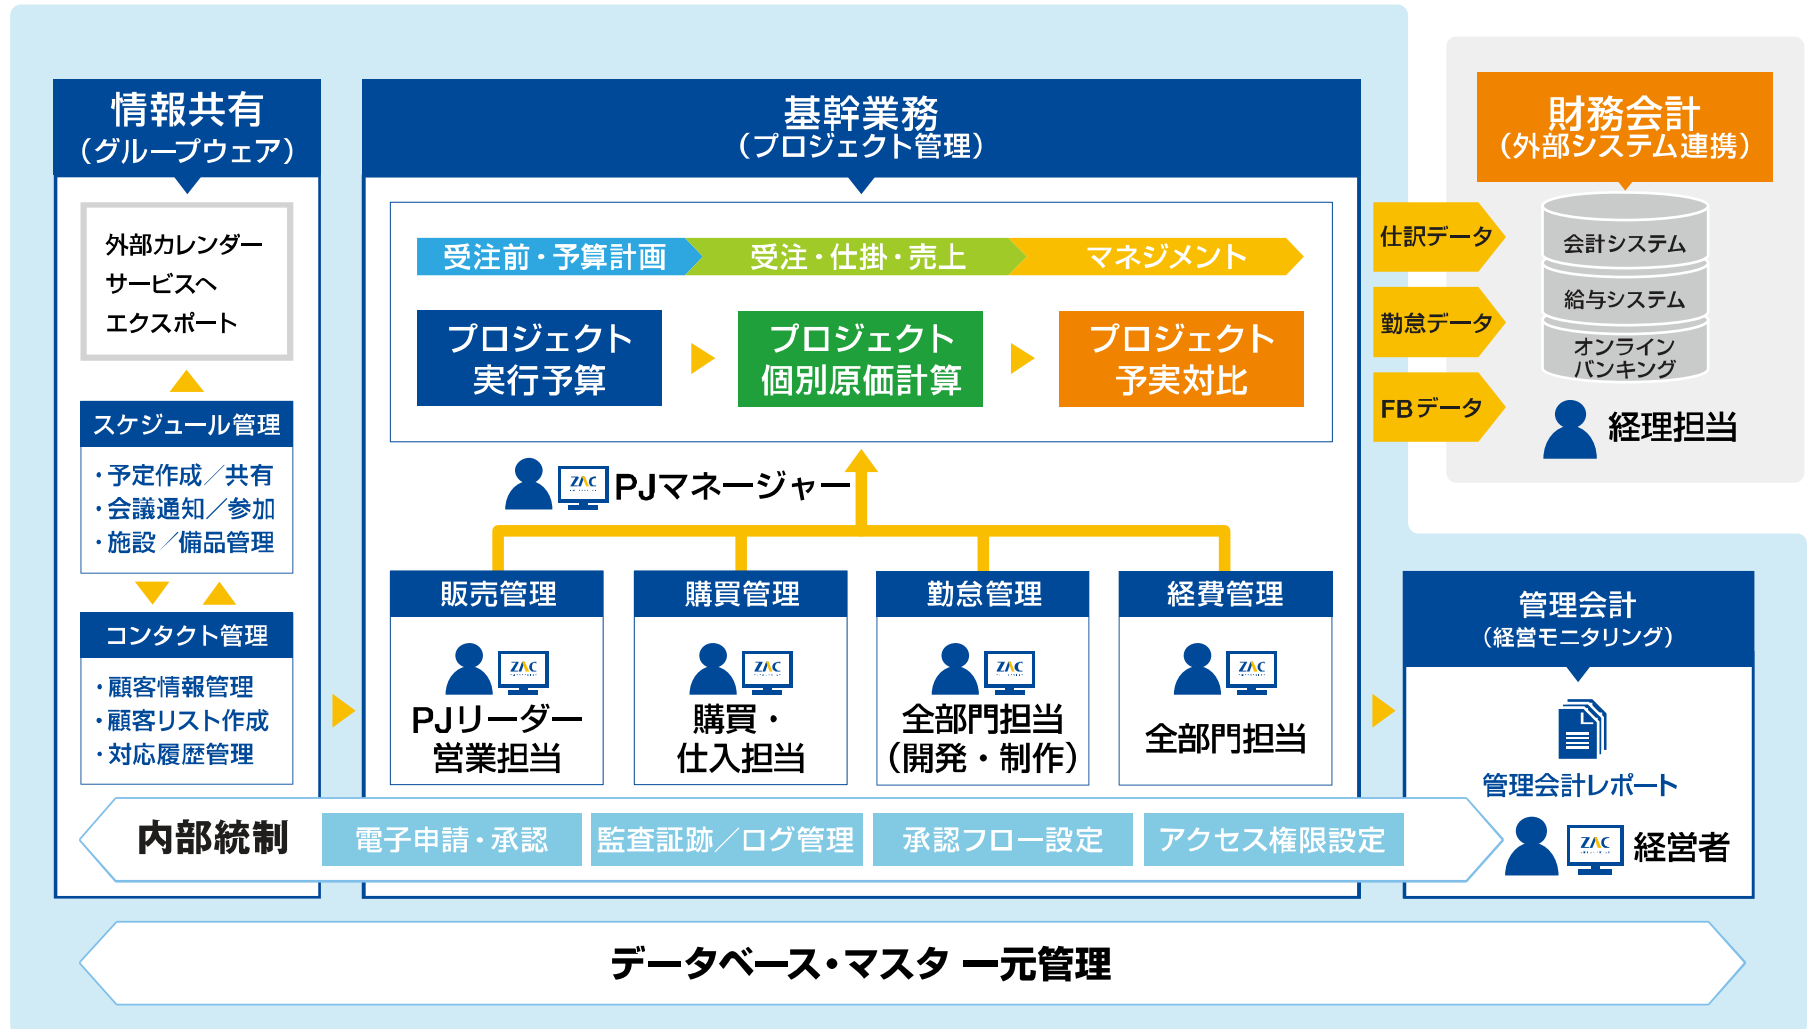 情報共有
（グループウェア）
外部カレンダー
サービスへ
エクスポート
スケジュール管理
・予定作成／共有
・会議通知／参加
・施設／備品管理
コンタクト管理
・顧客情報管理
・顧客リスト作成
・対応履歴管理
基幹業務
（プロジェクト管理）
受注前・予算計画
受注・仕掛・売上
マネジメント
プロジェクト
実行予算
プロジェクト
個別原価計算
プロジェクト
予実対比
ZAC
PJマネージャー
販売管理
ZAC
PJリーダー
営業担当
購買管理
ZAC
購買・
仕入担当
勤怠管理
ZAC
全部門担当
（開発・制作）
経費管理
ZAC
全部門担当
仕訳データ
勤怠データ
FBデータ
財務会計
（外部システム連携）
会計システム
給与システム
オンライン
バンキング
経理担当
管理会計
（経営モニタリング）
管理会計レポート
ZAC
経営者
内部統制
電子申請・承認
監査証跡／ログ管理
承認フロー設定
アクセス権限設定
データベース・マスタ 一元管理